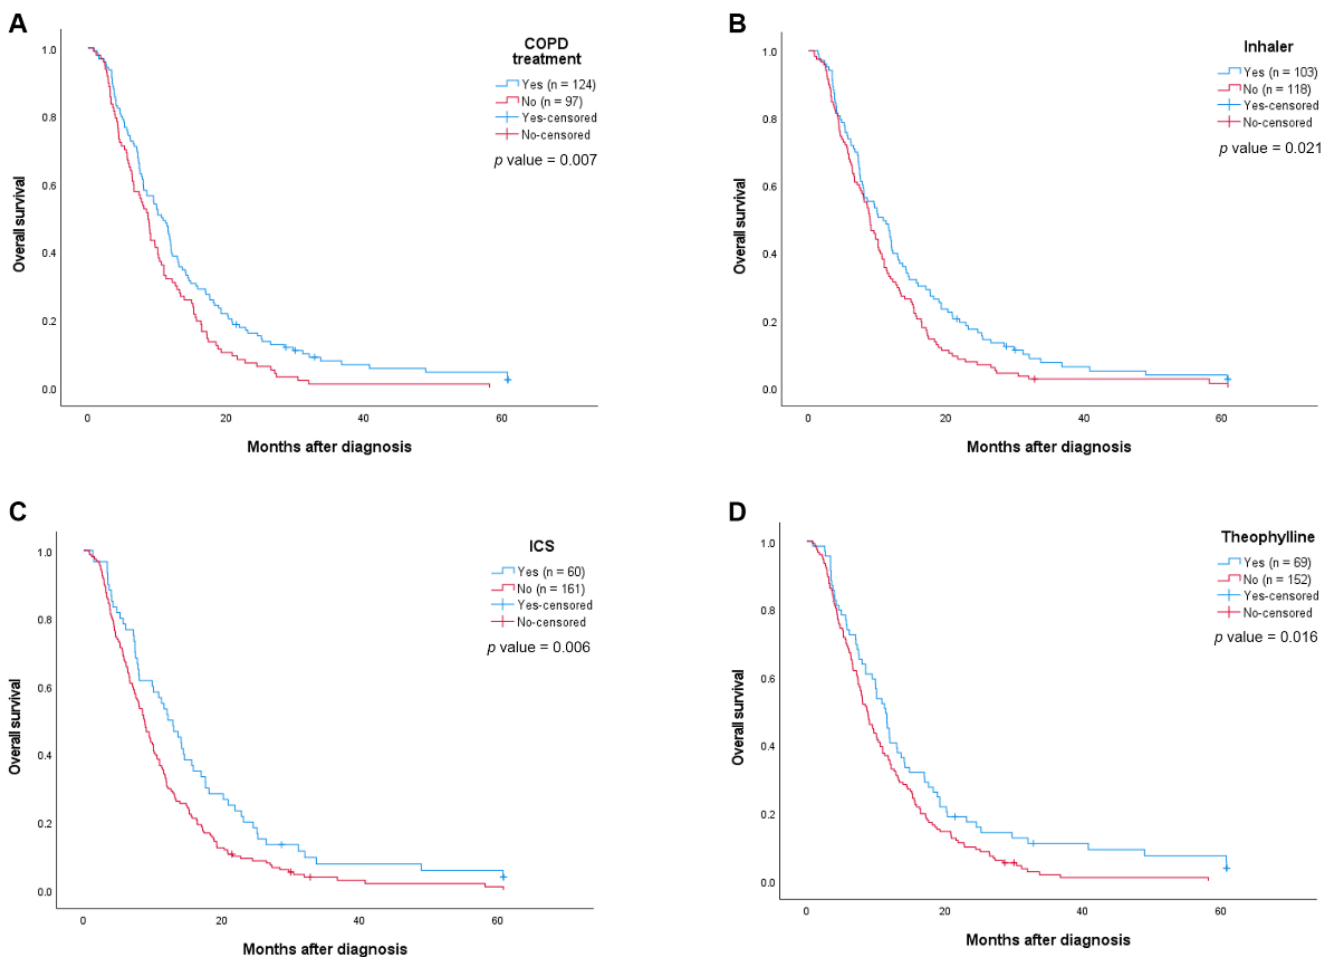 A
COPD
treatment
Yes (n = 124)
No (n = 97)
Yes-censored
No-censored
p value = 0.007
Overall survival
1.0
0.8
0.6
0.4
0.2
0.0
0
20
40
60
Months after diagnosis
B
Inhaler
Yes (n = 103)
No (n = 118)
Yes-censored
No-censored
p value = 0.021
Overall survival
1.0
0.8
0.6
0.4
0.2
0.0
0
20
40
60
Months after diagnosis
C
ICS
Yes (n = 60)
No (n = 161)
Yes-censored
No-censored
p value = 0.006
Overall survival
1.0
0.8
0.6
0.4
0.2
0.0
0
20
40
60
Months after diagnosis
D
Theophylline
Yes (n = 69)
No (n = 152)
Yes-censored
No-censored
p value = 0.016
Overall survival
1.0
0.8
0.6
0.4
0.2
0.0
0
20
40
60
Months after diagnosis